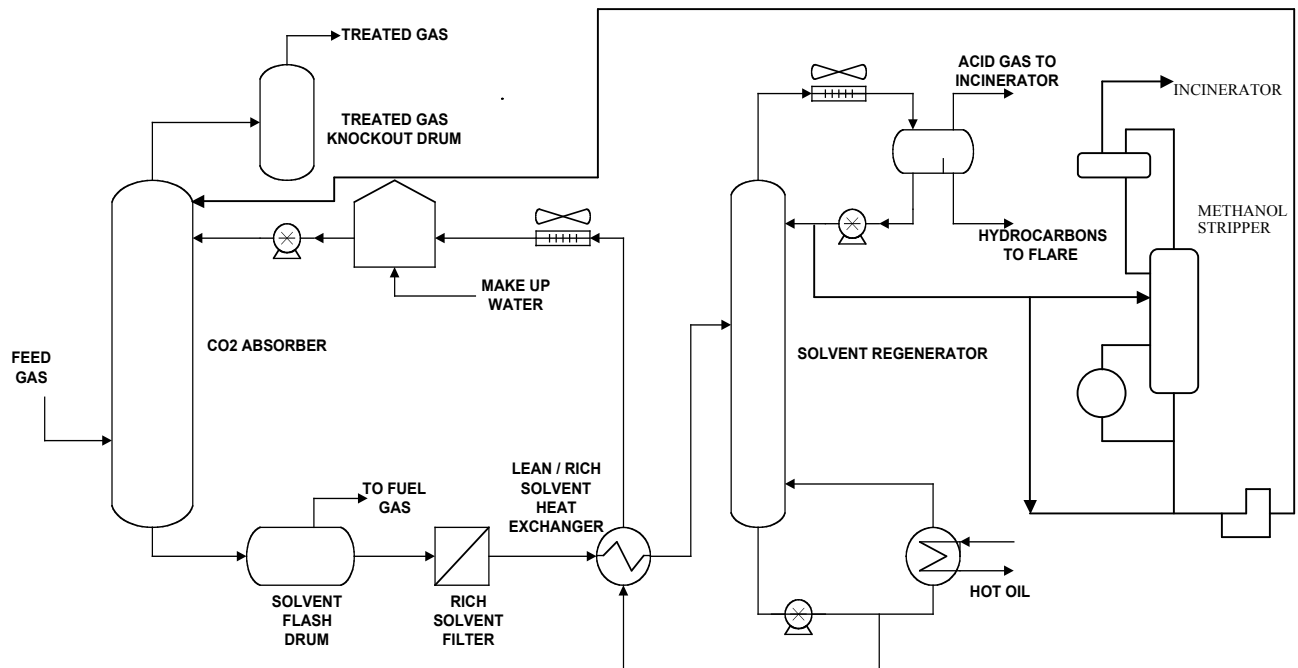 TREATED GAS
TREATED GAS
KNOCKOUT DRUM
ACID GAS TO
INCINERATOR
INCINERATOR
METHANOL
STRIPPER
HYDROCARBONS
TO FLARE
MAKE UP
WATER
CO2 ABSORBER
SOLVENT REGENERATOR
FEED
GAS
LEAN / RICH
SOLVENT
HEAT
EXCHANGER
TO FUEL
GAS
HOT OIL
SOLVENT
FLASH
DRUM
RICH
SOLVENT
FILTER